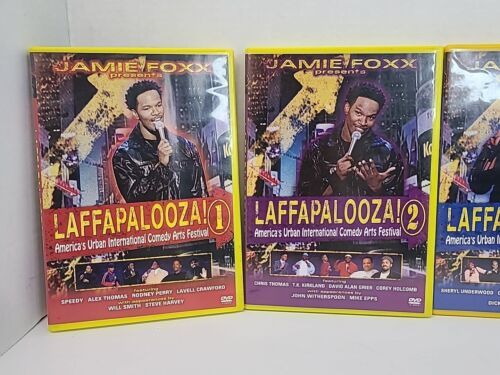 JAMIE FOXX
presents
LAFFAPALOOZA! 1
America's Urban International Comedy Arts Festival
featuring
SPEEDY ALEX THOMAS RODNEY PERRY LAVELL CRAWFORD
with appearances by
WILL SMITH STEVE HARVEY
DVD
JAMIE FOXX
presents
LAFFAPALOOZA! 2
America's Urban International Comedy Arts Festival
featuring
CHRIS THOMAS T.K. KIRKLAND DAVID ALAN GRIER COREY HOLCOMB
with appearances by
JOHN WITHERSPOON MIKE EPPS
DVD
JAM
LAFF
America's U
SHERYL UNDERWOOD
DICK